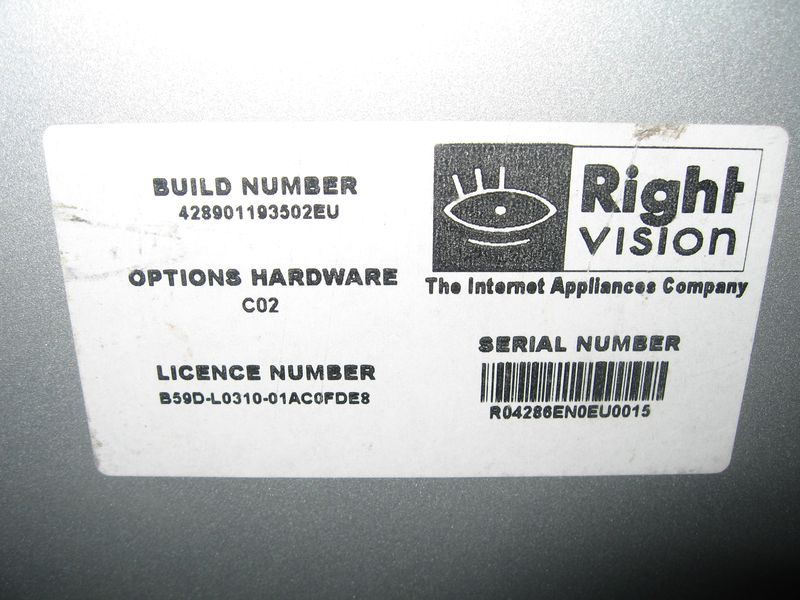 BUILD NUMBER
428901193502EU
OPTIONS HARDWARE
C02
LICENCE NUMBER
B59D-L0310-01AC0FDE8
Right
VISION
The Internet Appliances Company
SERIAL NUMBER
R04286EN0EU0015